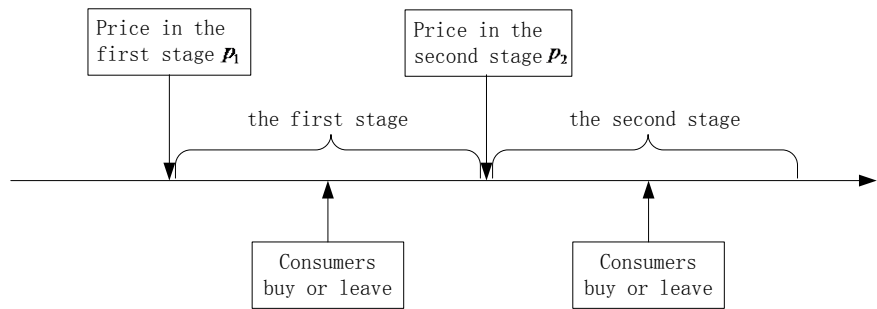 Price in the
first stage p₁
Price in the
second stage p₂
the first stage
the second stage
Consumers
buy or leave
Consumers
buy or leave